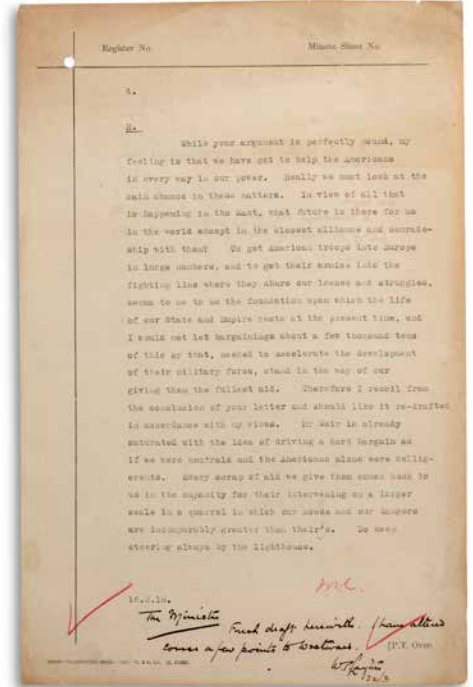 Register No.
Minute Sheet No.
D.
While your argument is perfectly sound, my
feeling is that we have got to help the Americans
in every way in our power. Really we must look at the
main chance in these matters. In view of all that
is happening in the East, what future is there for us
in the world except in the closest alliance and comrade-
ship with them? To get American troops into Europe
in large numbers, and to get their armies into the
fighting line where they share our losses and struggles,
seems to me to be the foundation upon which the life
of our State and Empire rests at the present time, and
I would not let bargainings about a few thousand tons
of this or that, needed to accelerate the development
of their military force, stand in the way of our
giving them the fullest aid. Therefore I recoil from
the conclusion of your letter and should like it re-drafted
in accordance with my views. Mr Weir is already
saturated with the idea of driving a hard bargain as
if we were neutrals and the Americans alone were bellig-
erents. Every scrap of aid we give them comes back to
us in the capacity for their intervening on a larger
scale in a quarrel in which our needs and our dangers
are incomparably greater than their's. Do keep
steering always by the lighthouse.
The Minister
Fresh draft herewith. I have altered
course a few points to Westward.
[P.T. Over.